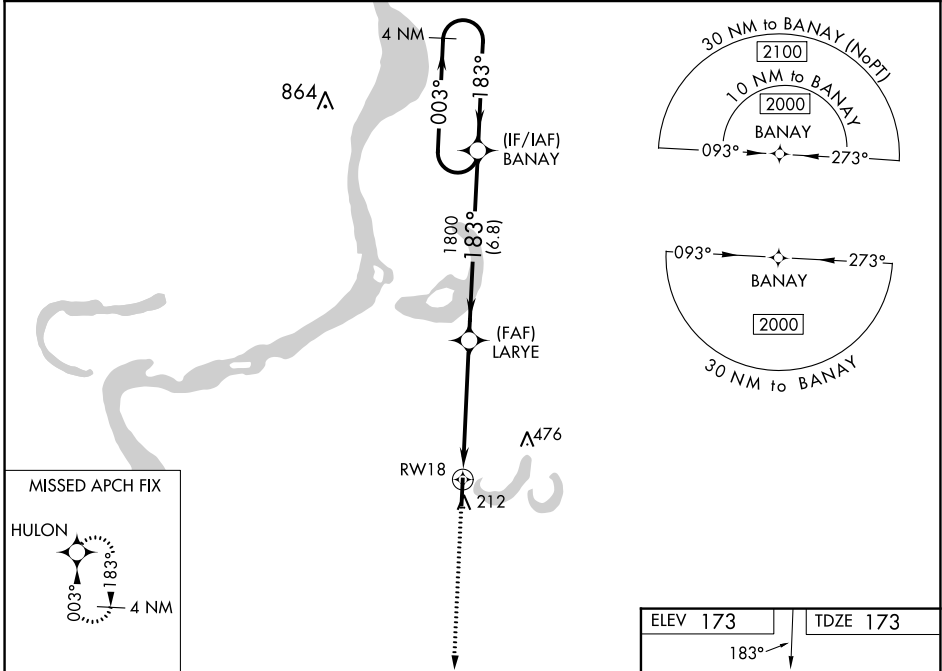 4 NM
864
003°
183°
(IF/IAF)
BANAY
1800
183°
(6.8)
(FAF)
LARYE
476
RW18
212
30 NM to BANAY (NoPT)
2100
10 NM to BANAY
2000
BANAY
093°
273°
093°
273°
BANAY
2000
30 NM to BANAY
MISSED APCH FIX
HULON
003°
183°
4 NM
ELEV 173
TDZE 173
183°